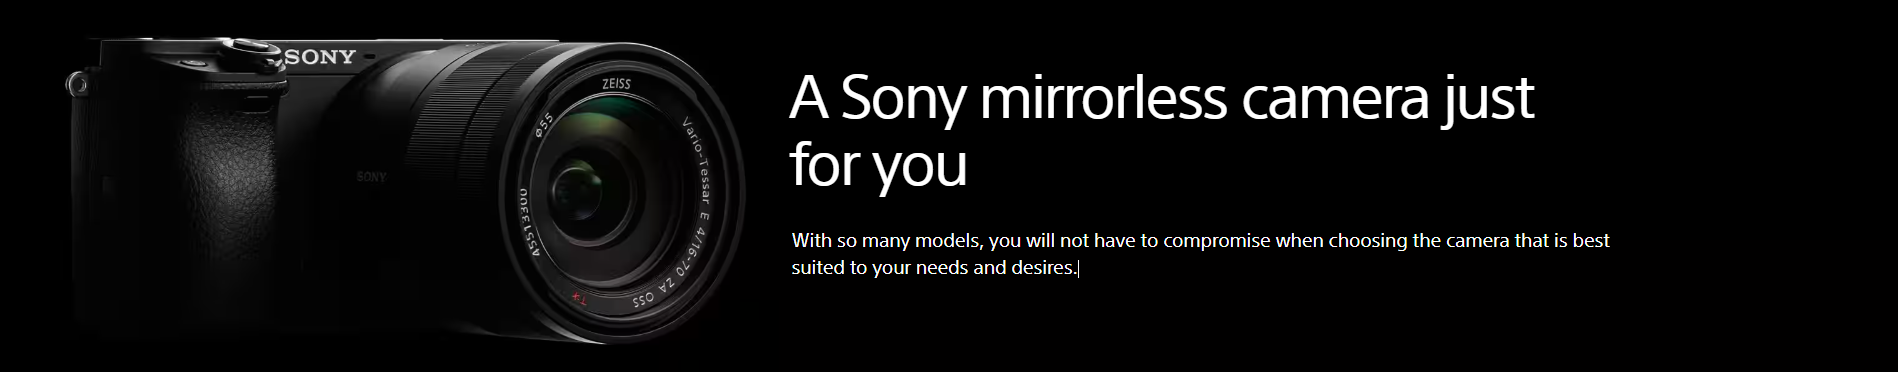 SONY
ZEISS
ø55
Vario-Tessar E 4/16-70 ZA OSS
T*
45513300
SONY
A Sony mirrorless camera just
for you
With so many models, you will not have to compromise when choosing the camera that is best
suited to your needs and desires.